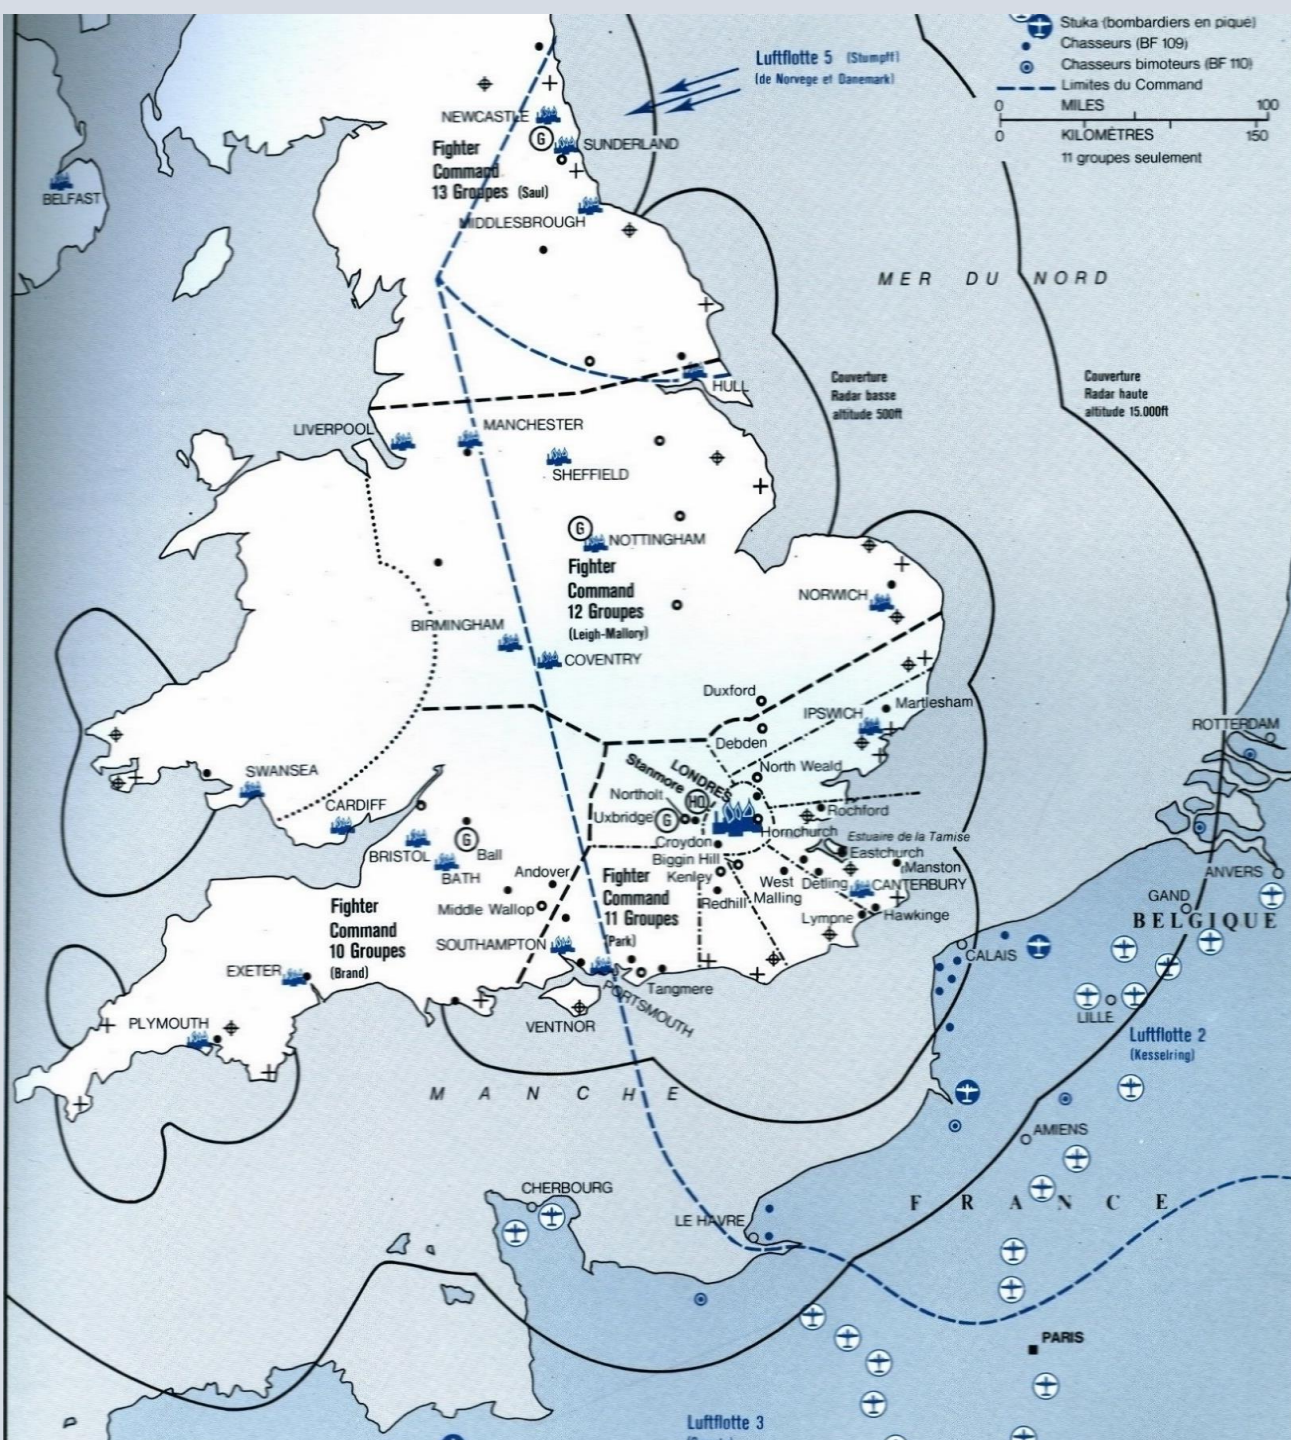 Stuka (bombardiers en piqué)
Chasseurs (BF 109)
Chasseurs bimoteurs (BF 110)
Limites du Command
0 MILES 100
0 KILOMÈTRES 150
11 groupes seulement
Luftflotte 5 (Stumpff)
(de Norvege et Danemark)
NEWCASTLE
G
SUNDERLAND
Fighter
Command
13 Groupes (Saul)
BELFAST
MIDDLESBROUGH
MER DU NORD
HULL
Couverture
Radar basse
altitude 500ft
Couverture
Radar haute
altitude 15.000ft
LIVERPOOL
MANCHESTER
SHEFFIELD
G
NOTTINGHAM
Fighter
Command
12 Groupes
(Leigh-Mallory)
NORWICH
BIRMINGHAM
COVENTRY
Duxford
Debden
IPSWICH
Martlesham
ROTTERDAM
North Weald
LONDRES
Stanmore
HQ
Northolt
Uxbridge
G
SWANSEA
CARDIFF
BRISTOL
BATH
G
Ball
Rochford
Hornchurch
Estuaire de la Tamise
Croydon
Eastchurch
Biggin Hill
Manston
Kenley
West
Malling
Detling
CANTERBURY
Redhill
Lympne
Hawkinge
Andover
Middle Wallop
Fighter
Command
11 Groupes
(Park)
Fighter
Command
10 Groupes
(Brand)
SOUTHAMPTON
PORTSMOUTH
Tangmere
VENTNOR
EXETER
PLYMOUTH
ANVERS
GAND
BELGIQUE
CALAIS
LILLE
Luftflotte 2
(Kesselring)
MANCHE
AMIENS
FRANCE
CHERBOURG
LE HAVRE
PARIS
Luftflotte 3